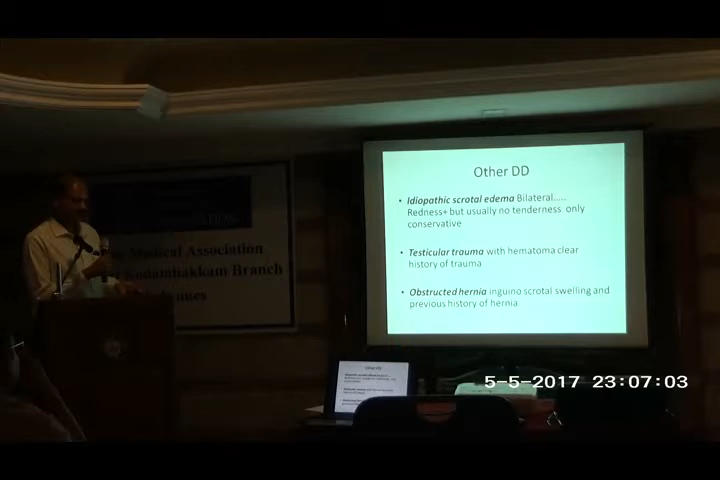 Other DD
• Idiopathic scrotal edema Bilateral.....
Redness+ but usually no tenderness only
conservative
• Testicular trauma with hematoma clear
history of trauma
• Obstructed hernia inguino scrotal swelling and
previous history of hernia
Medical Association
Kodambakkam Branch
5-5-2017 23:07:03